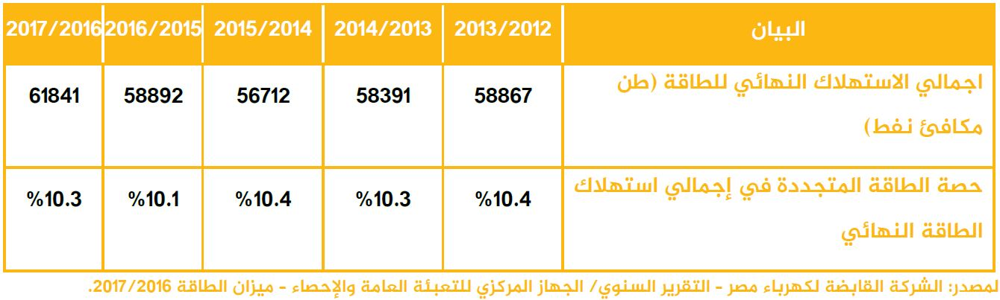 البيان 2013/2012 2014/2013 2015/2014 2016/2015 2017/2016
اجمالي الاستهلاك النهائي للطاقة (طن
58867 58391 56712 58892 61841
مكافئ نفط)
حصة الطاقة المتجددة في إجمالي استهلاك
%10.4 %10.3 %10.4 %10.1 %10.3
الطاقة النهائي
لمصدر: الشركة القابضة لكهرباء مصر - التقرير السنوي/ الجهاز المركزي للتعبئة العامة والإحصاء - ميزان الطاقة 2017/2016.